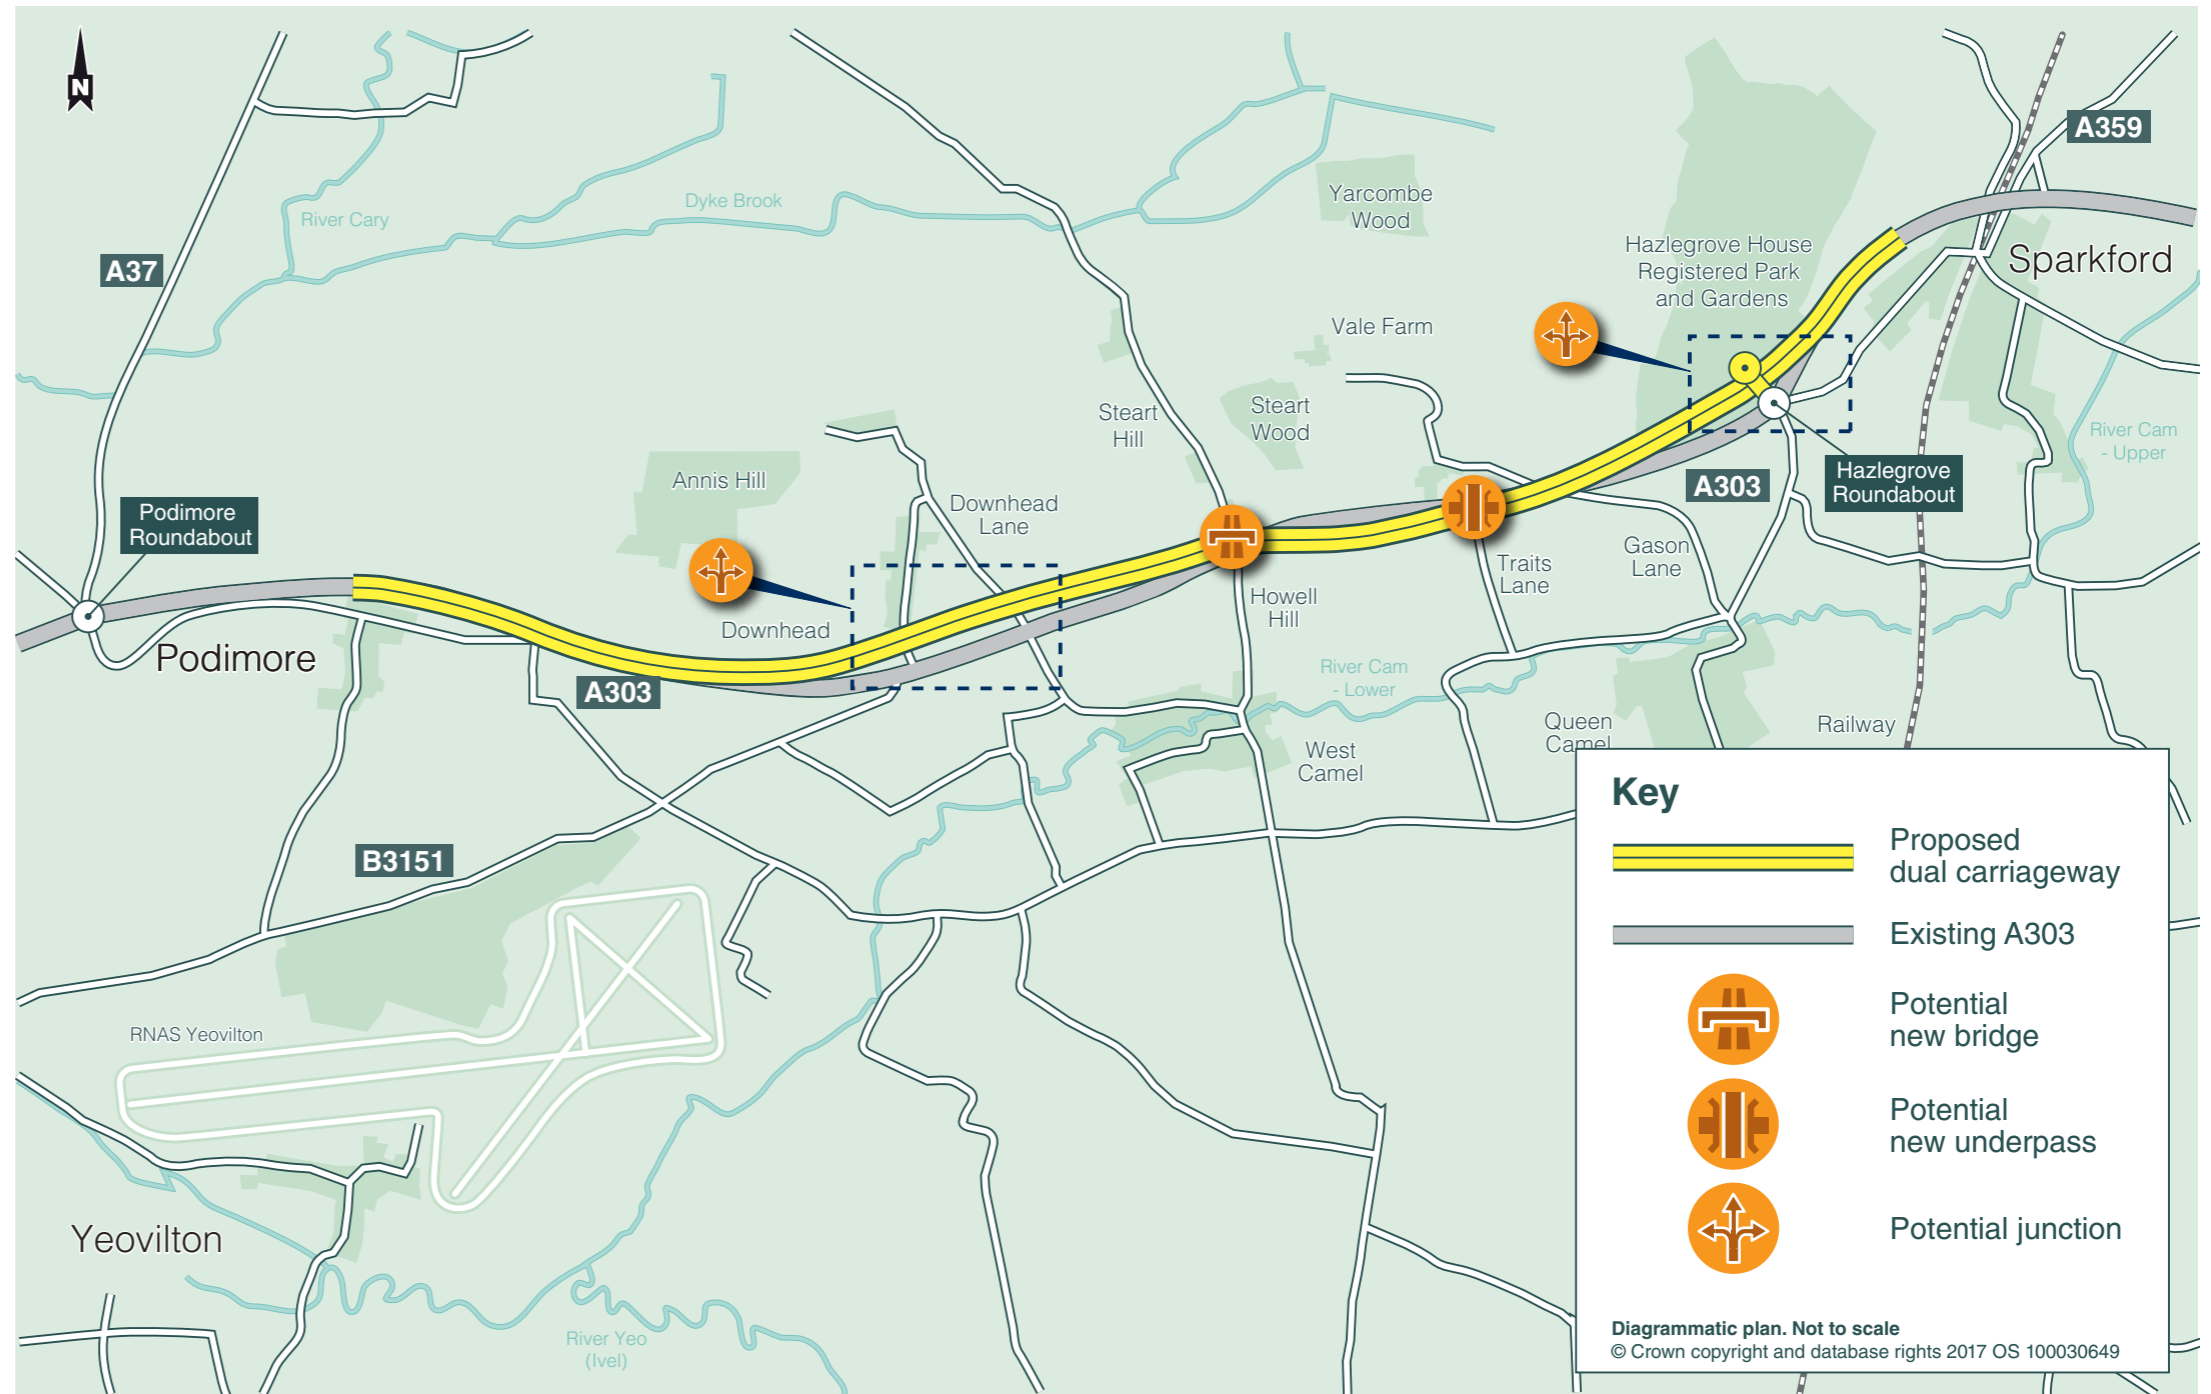 N
A359
River Cary
Dyke Brook
Yarcombe
Wood
A37
Hazlegrove House
Registered Park
and Gardens
Sparkford
Vale Farm
Steart
Hill
Steart
Wood
River Cam
- Upper
Annis Hill
Downhead
Lane
A303
Hazlegrove
Roundabout
Podimore
Roundabout
Traits
Lane
Gason
Lane
Howell
Hill
Downhead
Podimore
A303
River Cam
- Lower
Queen
Camel
Railway
West
Camel
B3151
RNAS Yeovilton
Yeovilton
River Yeo
(Ivel)
Key
Proposed
dual carriageway
Existing A303
Potential
new bridge
Potential
new underpass
Potential junction
Diagrammatic plan. Not to scale
© Crown copyright and database rights 2017 OS 100030649